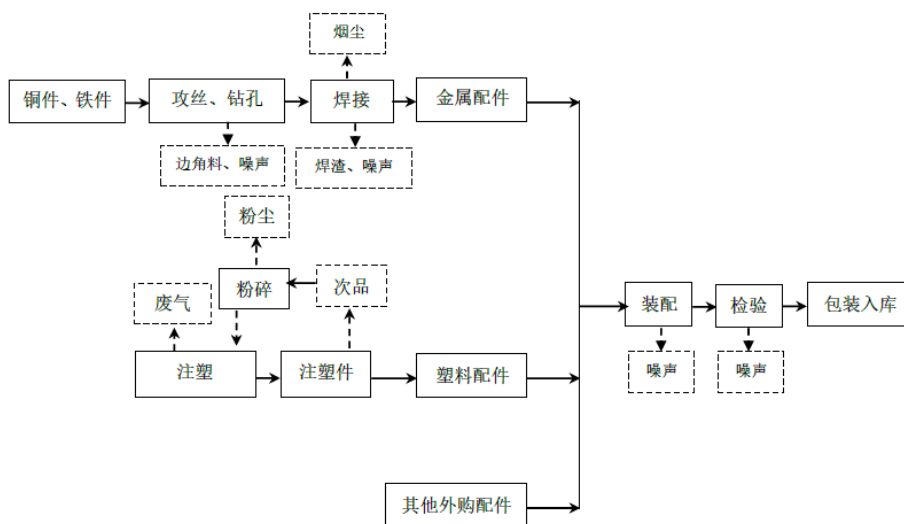 烟尘
铜件、铁件
攻丝、钻孔
焊接
金属配件
边角料、噪声
焊渣、噪声
粉尘
粉碎
次品
废气
装配
检验
包装入库
注塑
注塑件
塑料配件
噪声
噪声
其他外购配件